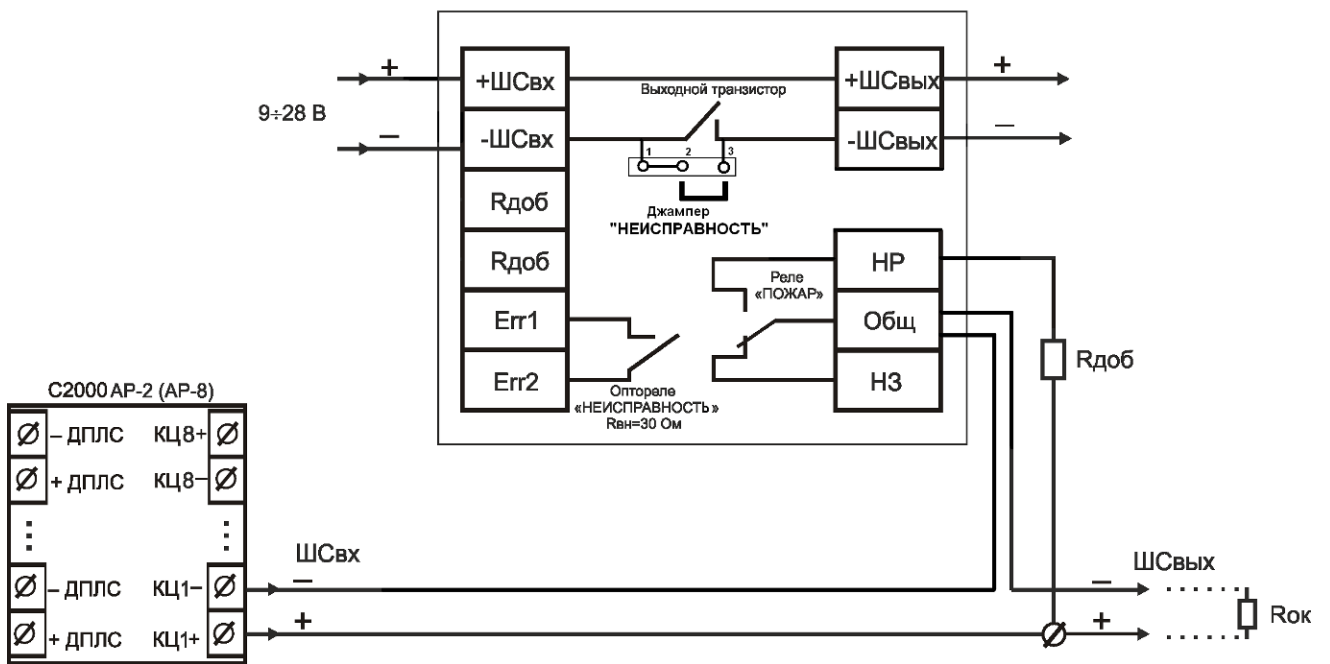 +
9÷28 В
–
+ШСвх
-ШСвх
Rдоб
Rдоб
Err1
Err2
Выходной транзистор
1 2 3
Джампер
"НЕИСПРАВНОСТЬ"
Реле
«ПОЖАР»
Оптореле
«НЕИСПРАВНОСТЬ»
Rвн=30 Ом
+ШСвых
-ШСвых
+
–
НР
Общ
НЗ
Rдоб
С2000 АР-2 (АР-8)
– ДПЛС КЦ8+
+ ДПЛС КЦ8–
– ДПЛС КЦ1–
+ ДПЛС КЦ1+
ШСвх
–
+
ШСвых
–
+
Rок